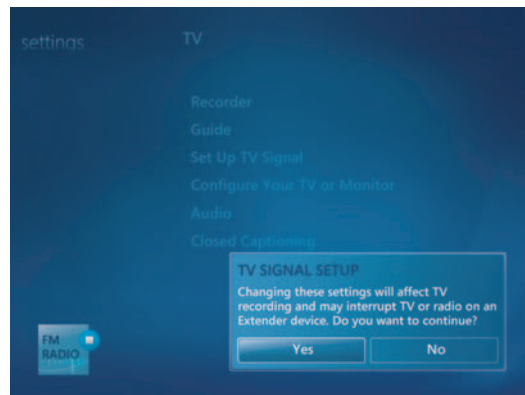 settings
TV
Recorder
Guide
Set Up TV Signal
Configure Your TV or Monitor
Audio
Closed Captioning
TV SIGNAL SETUP
Changing these settings will affect TV
recording and may interrupt TV or radio on an
Extender device. Do you want to continue?
Yes
No
FM
RADIO